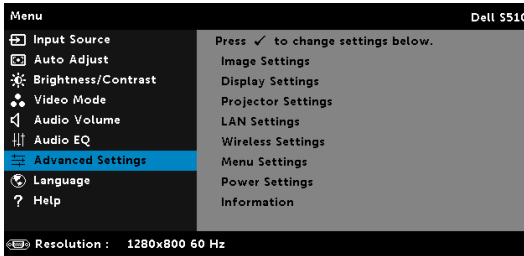 Menu
Dell S510
Input Source
Auto Adjust
Brightness/Contrast
Video Mode
Audio Volume
Audio EQ
Advanced Settings
Language
? Help
Press ✓ to change settings below.
Image Settings
Display Settings
Projector Settings
LAN Settings
Wireless Settings
Menu Settings
Power Settings
Information
Resolution : 1280x800 60 Hz